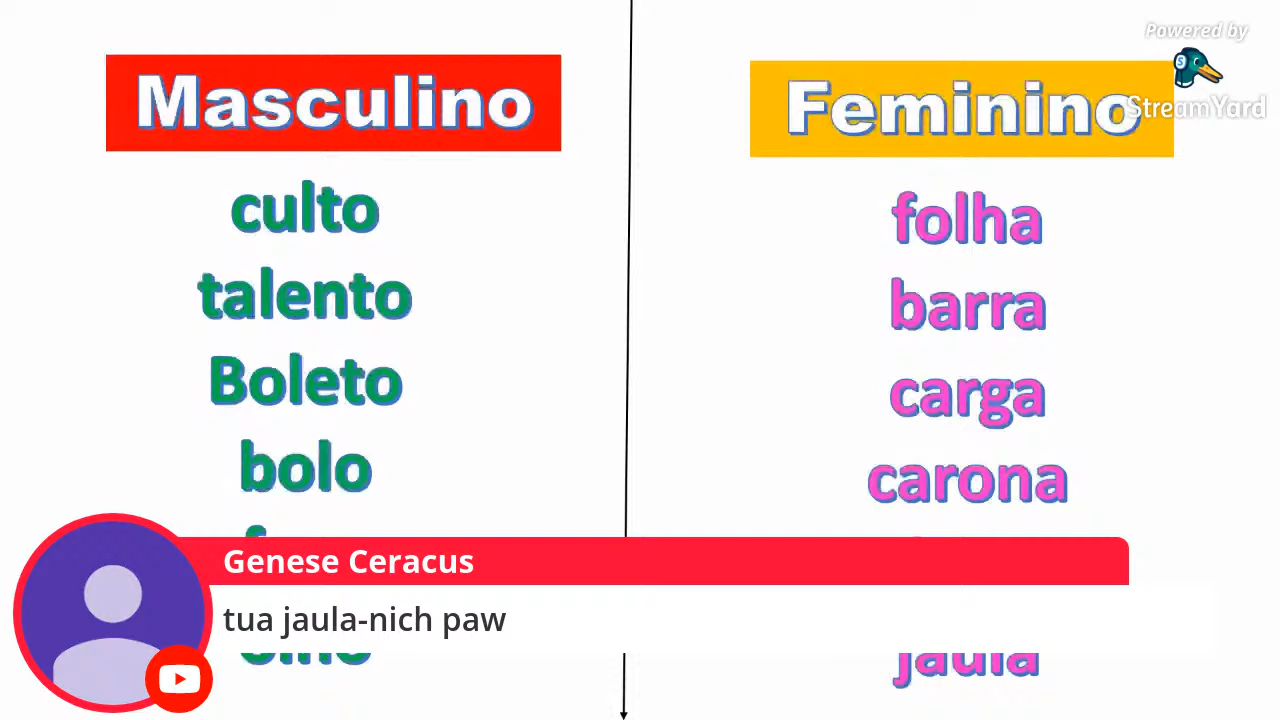 Powered by
StreamYard
Masculino
Feminino
culto
talento
Boleto
bolo
folha
barra
carga
carona
jaula
Genese Ceracus
tua jaula-nich paw